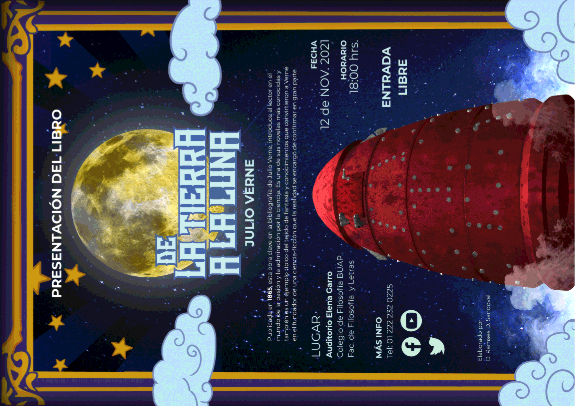 PRESENTACIÓN DEL LIBRO
DE
LA TIERRA
A LA LUNA
JULIO VERNE
Publicada en 1865, esta obra clave en la bibliografía de Julio Verne, introduce al lector en el
mundo de la pasión y la admiración por la ciencia. Es una de sus novelas más conocidas y
también es un ejemplo típico del tejido de fantasía y conocimientos que convirtieron a Verne
en el fundador de una ciencia-ficción que la realidad se encargó de confirmar en gran parte.
LUGAR
Auditorio Elena Garro
Colegio de Filosofía BUAP.
Fac. de Filosofía y Letras
FECHA
12 de NOV. 2021
HORARIO
18:00 hrs.
MÁS INFO
Tel: 01 222 232 0225
ENTRADA
LIBRE
Elaborado por:
D. Ramsés D. Sandoval